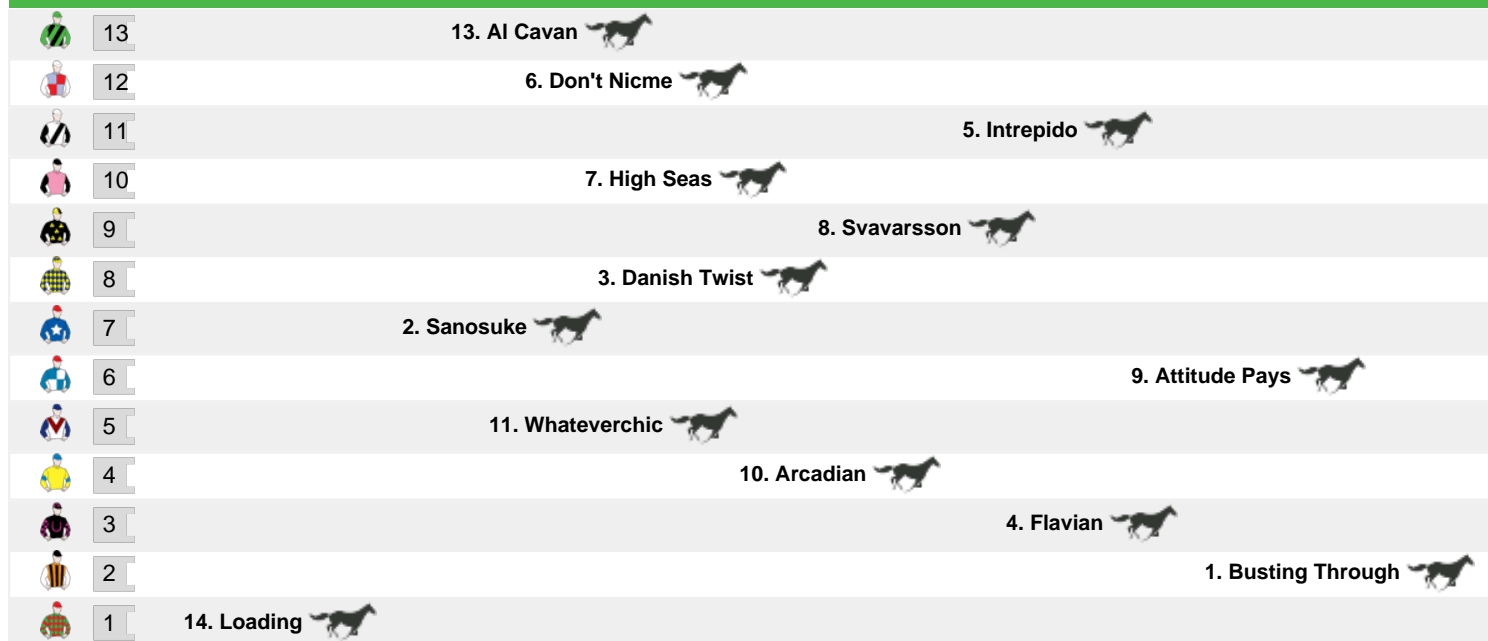 13 13. Al Cavan
12 6. Don't Nicme
11 5. Intrepido
10 7. High Seas
9 8. Svavarsson
8 3. Danish Twist
7 2. Sanosuke
6 9. Attitude Pays
5 11. Whateverchic
4 10. Arcadian
3 4. Flavian
2 1. Busting Through
1 14. Loading